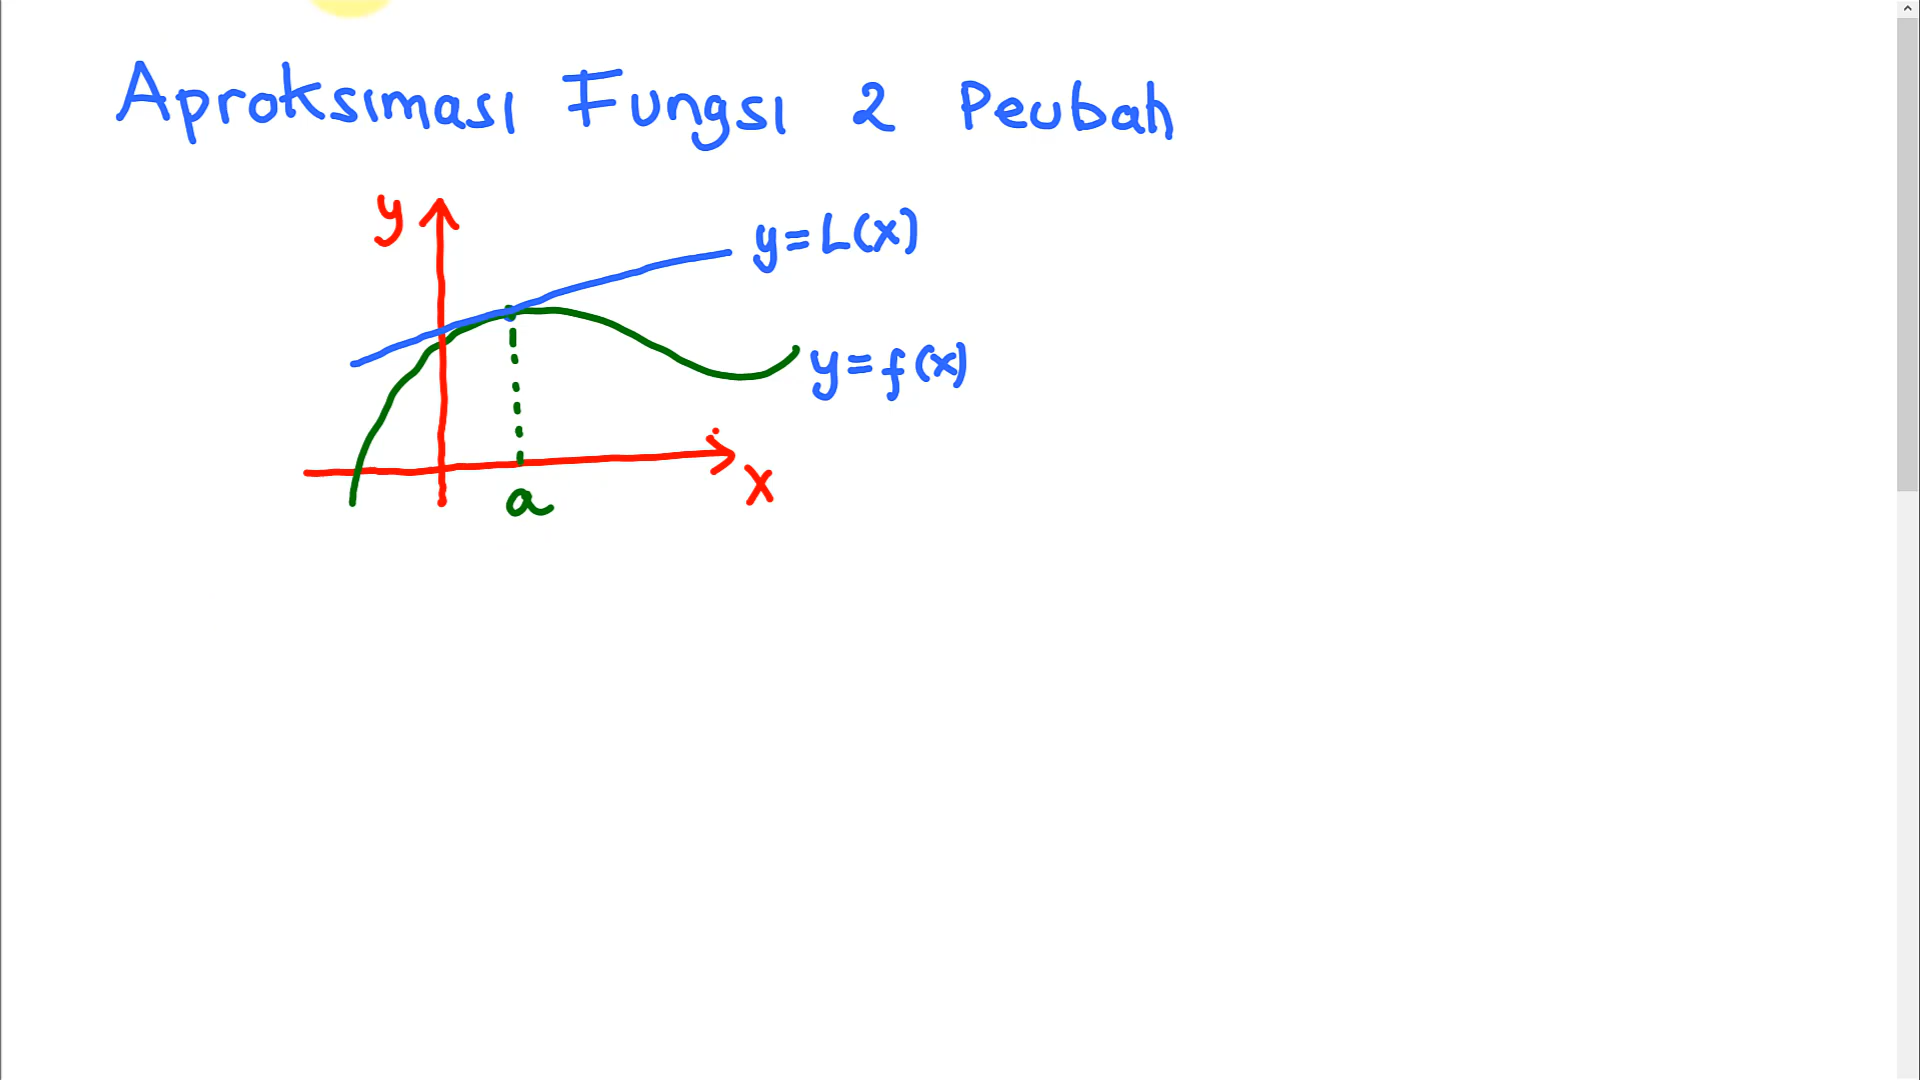 Aproksimasi Fungsi 2 Peubah
y
y=L(x)
y=f(x)
x
a